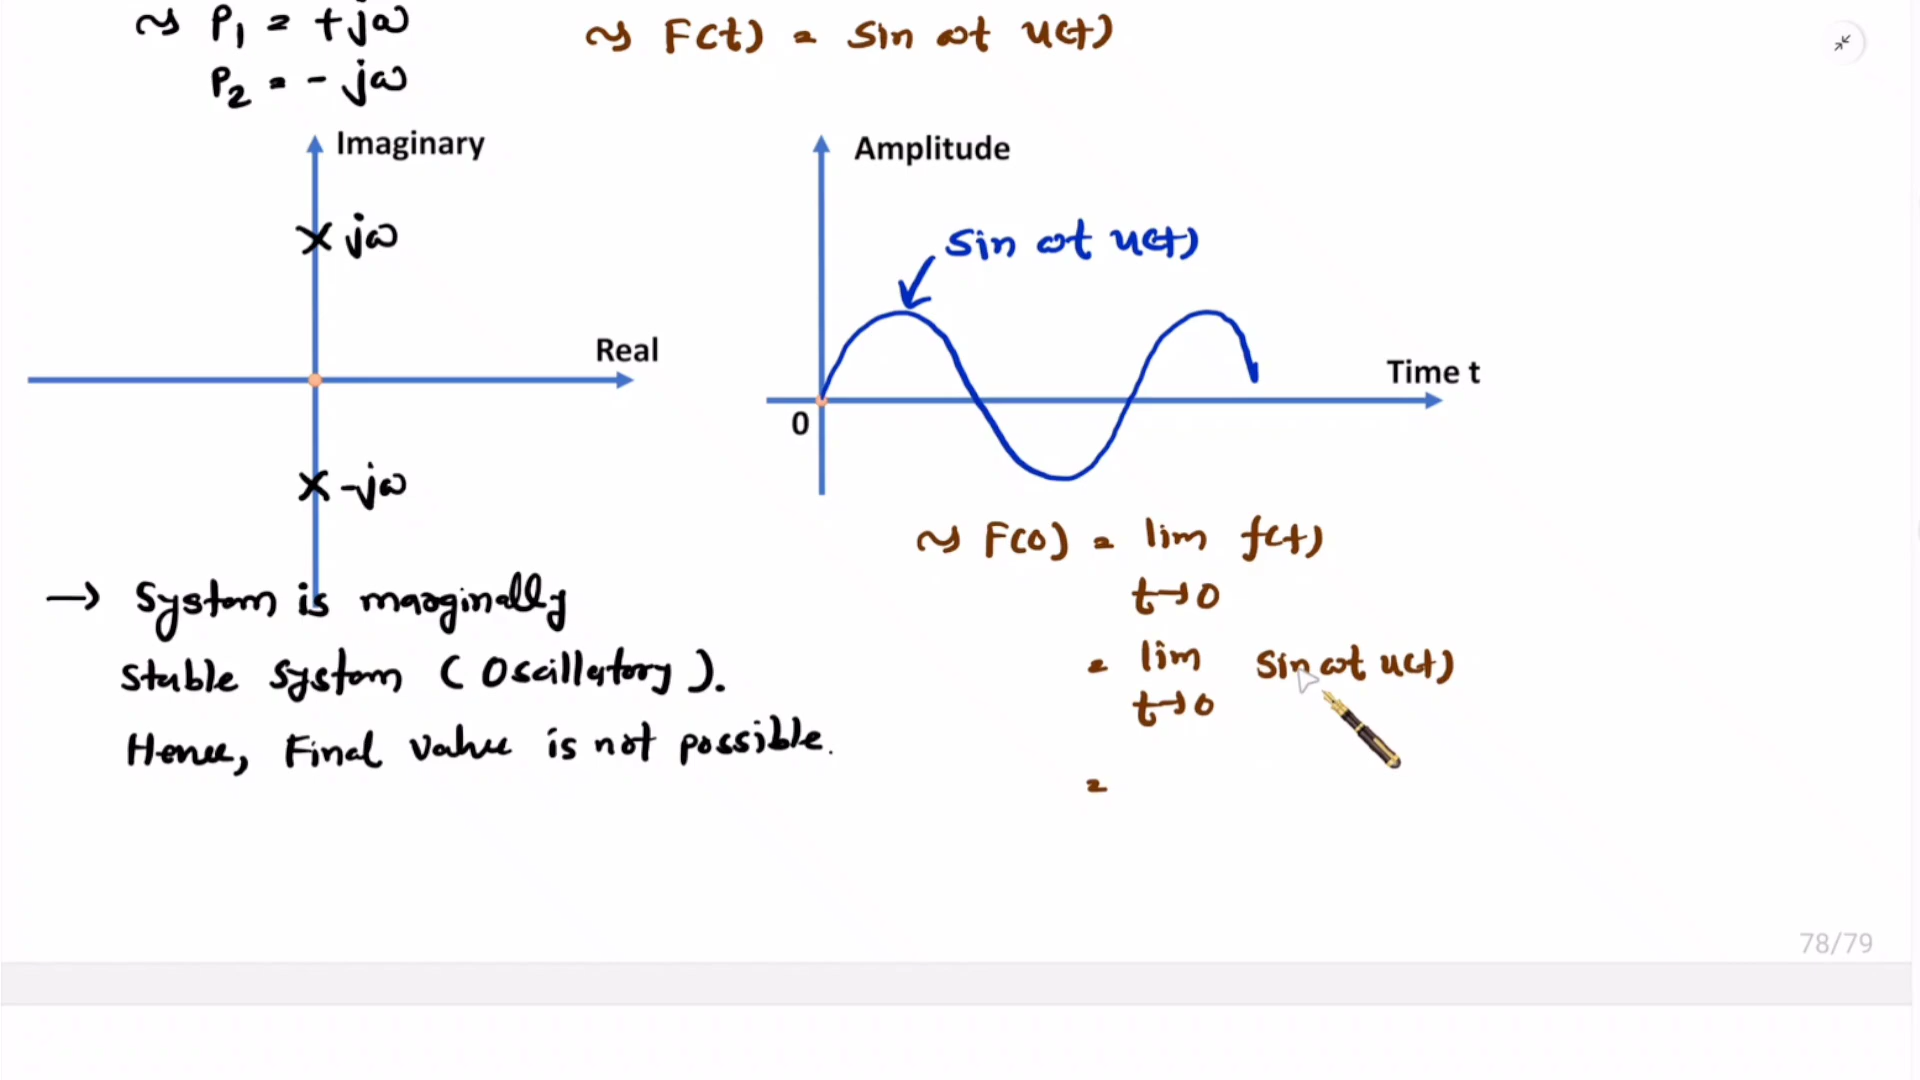 ~> P1 = +jω
P2 = - jω
~> F(t) = Sin ωt u(t)
Imaginary
jω
Real
-jω
Amplitude
Sin ωt u(t)
Time t
0
→ System is marginally
Stable System (Oscillatory).
Hence, Final value is not possible.
~> F(0) = lim f(t)
t→0
= lim Sin ωt u(t)
t→0
=
78/79